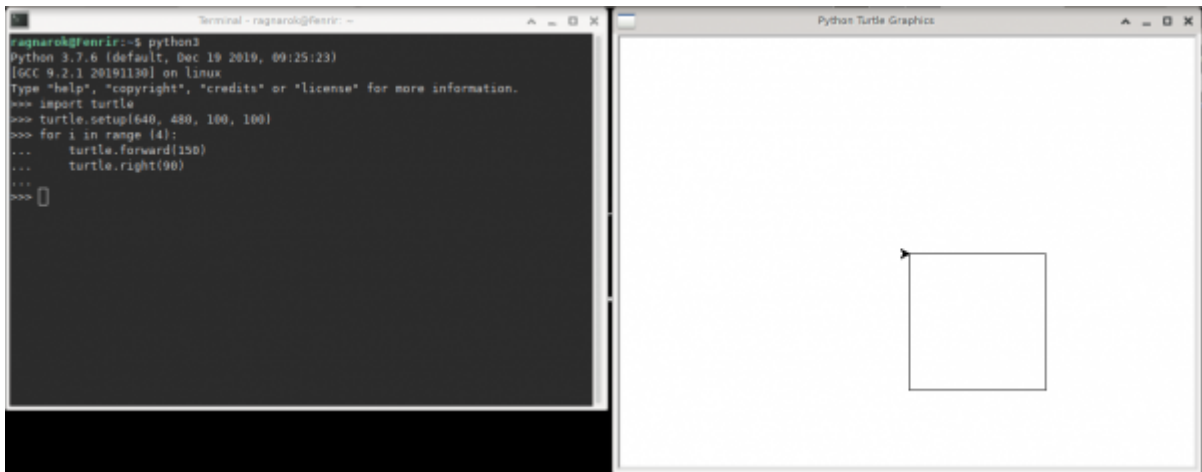 Terminal - ragnarok@Fenrir: ~
ragnarok@Fenrir:~$ python3
Python 3.7.6 (default, Dec 19 2019, 09:25:23)
[GCC 9.2.1 20191130] on linux
Type "help", "copyright", "credits" or "license" for more information.
>>> import turtle
>>> turtle.setup(640, 480, 100, 100)
>>> for i in range (4):
...     turtle.forward(150)
...     turtle.right(90)
...
>>>
Python Turtle Graphics